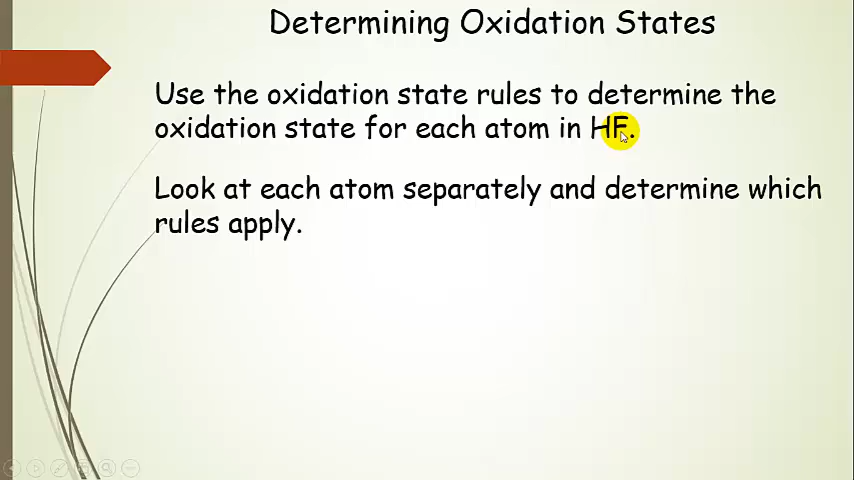 Determining Oxidation States
Use the oxidation state rules to determine the
oxidation state for each atom in HF.
Look at each atom separately and determine which
rules apply.